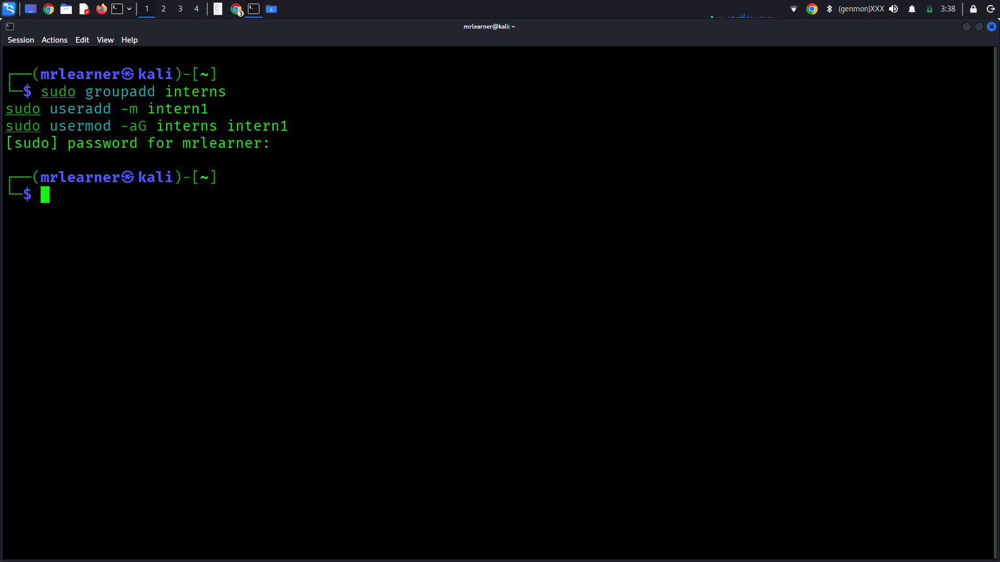 1 2 3 4 3 (genmon)XXX 3:38
mrlearner@kali: ~
Session Actions Edit View Help
┌──(mrlearner㉿kali)-[~]
└─$ sudo groupadd interns
sudo useradd -m intern1
sudo usermod -aG interns intern1
[sudo] password for mrlearner:
┌──(mrlearner㉿kali)-[~]
└─$